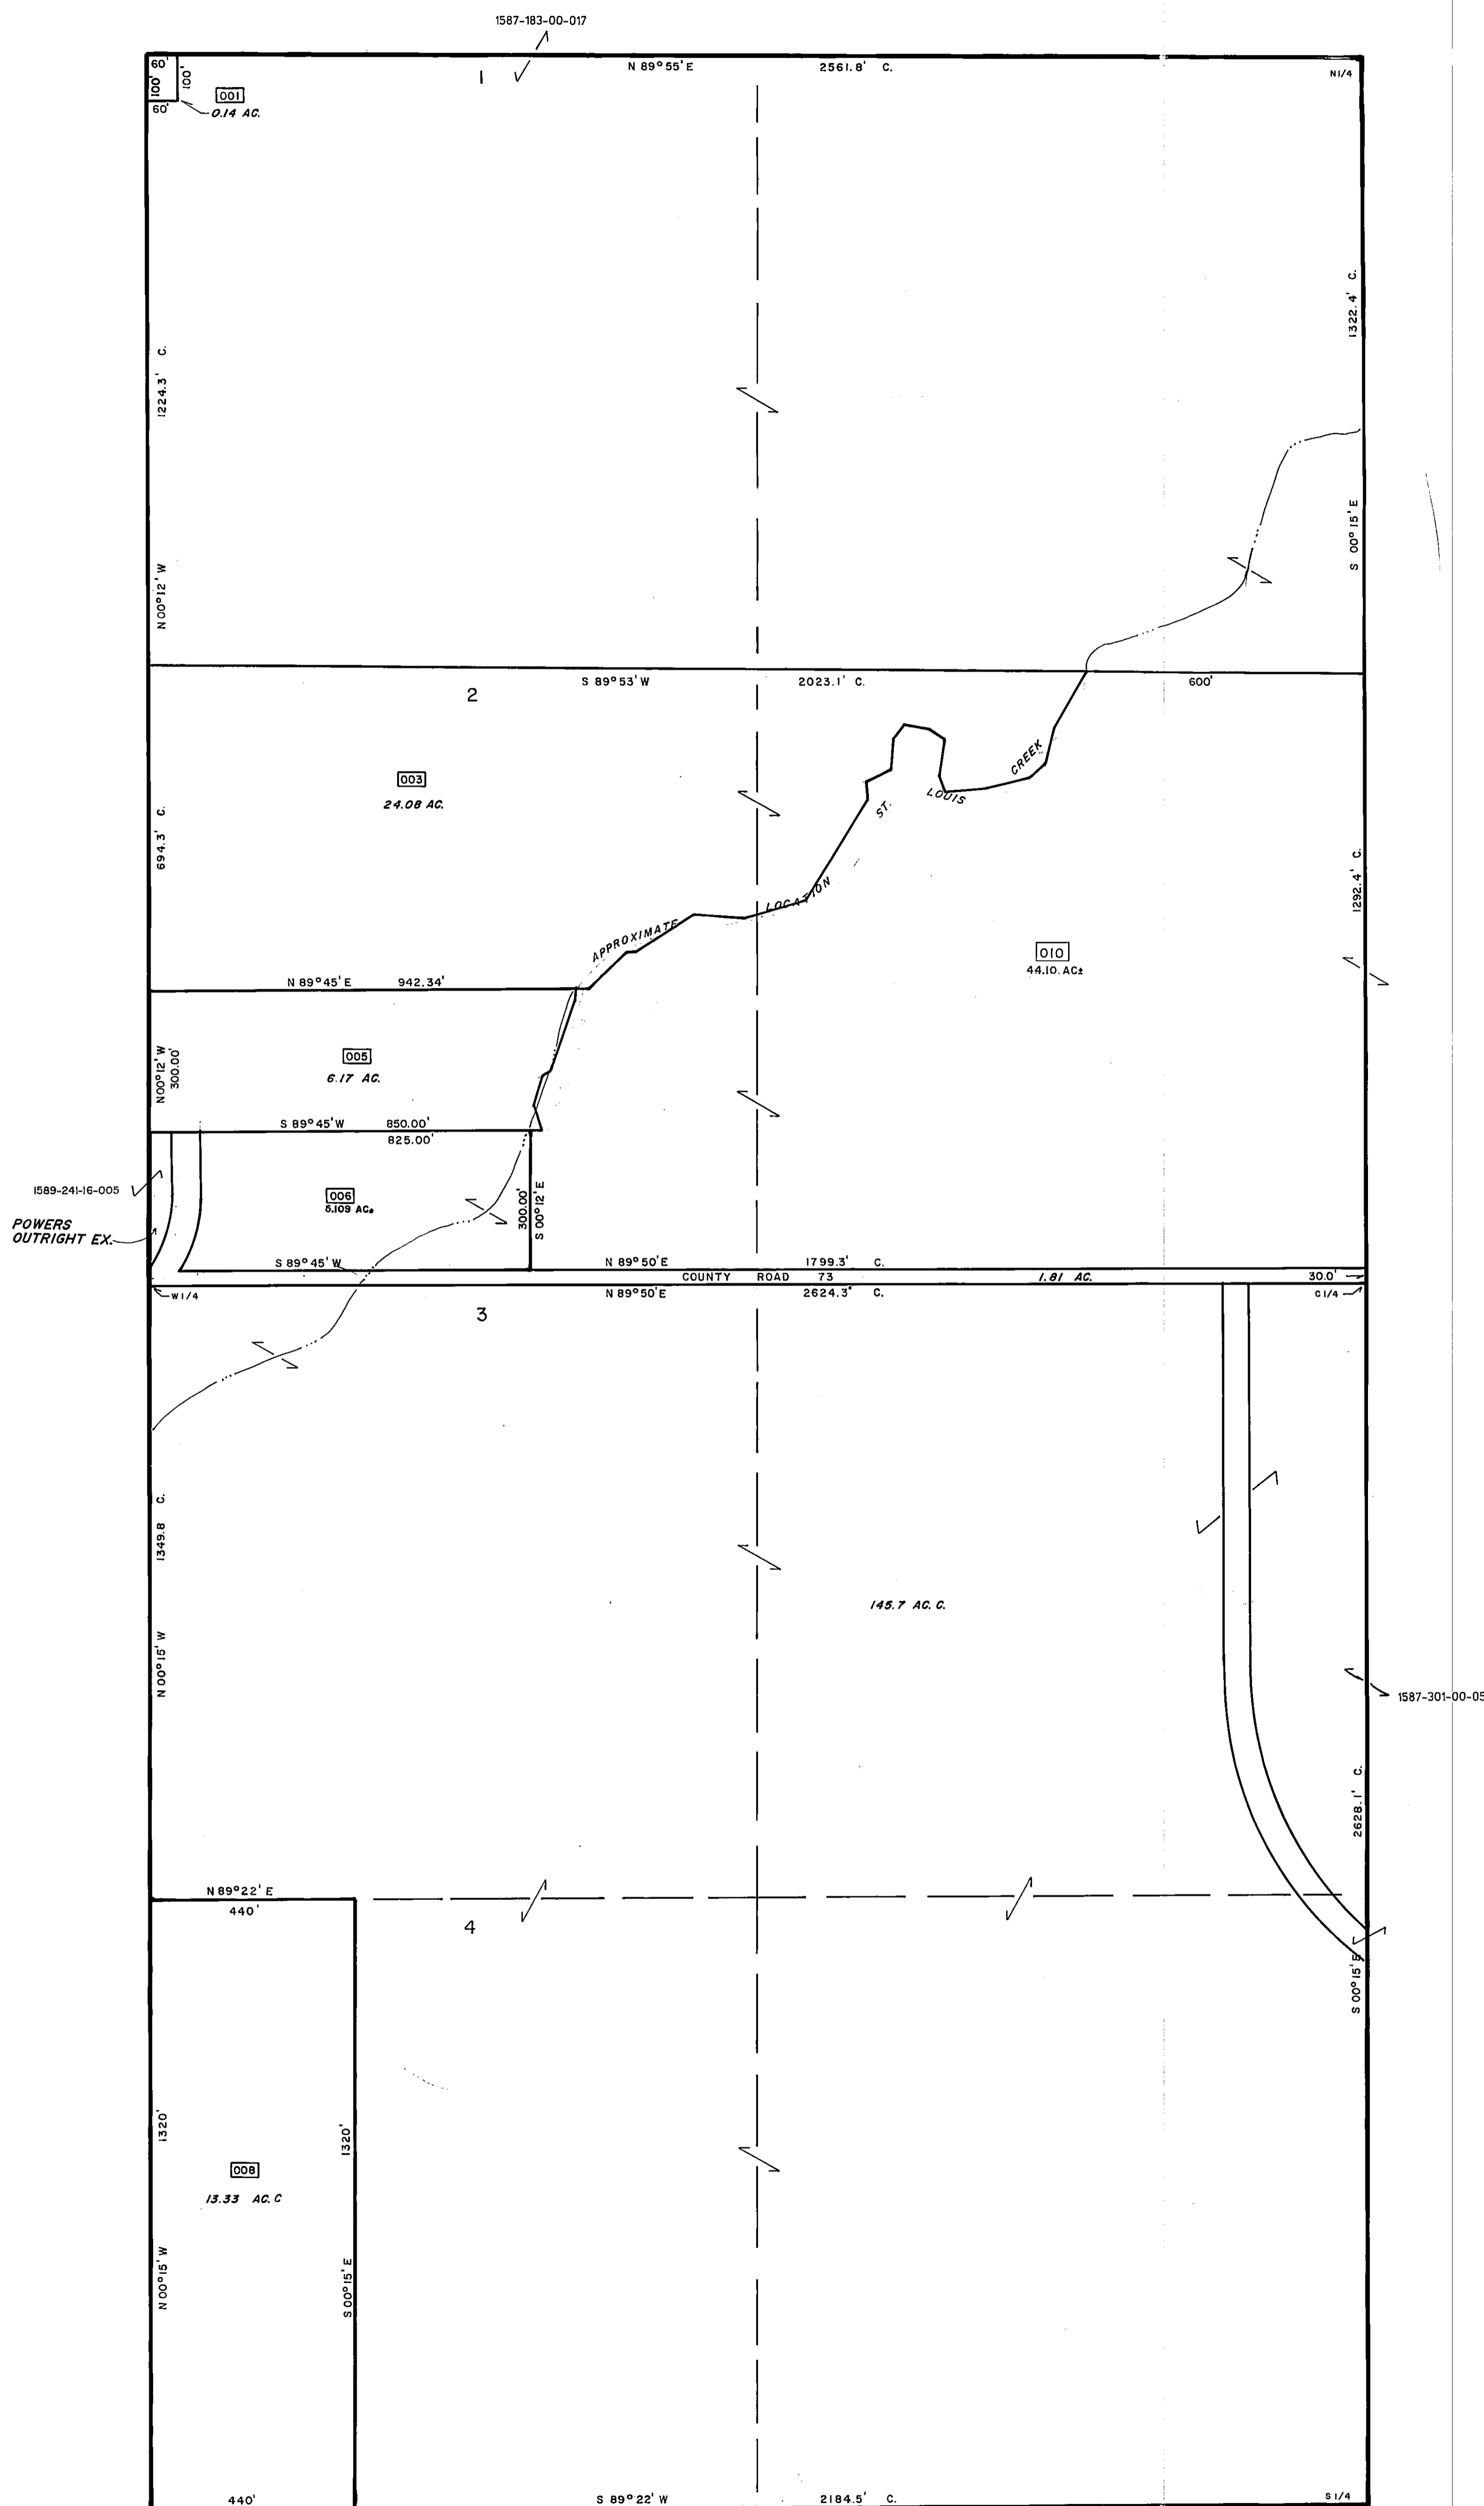 1587-183-00-017
60'
100'
100'
60'
001
0.14 AC.
1
N 89°55' E 2561.8' C.
N1/4
1224.3' C.
N 00°12' W
1322.4' C.
S 00°15' E
S 89°53' W 2023.1' C.
600'
2
003
24.08 AC.
694.3' C.
APPROXIMATE LOCATION ST. LOUIS CREEK
1292.4' C.
010
44.10. AC±
N 89°45' E 942.34'
N 00°12' W
300.00'
005
6.17 AC.
S 89°45' W 850.00'
825.00'
1589-241-16-005
POWERS
OUTRIGHT EX.
006
5.109 AC±
300.00'
S 00°12' E
S 89°45' W
N 89°50' E 1799.3' C.
COUNTY ROAD 73 1.81 AC.
30.0'
W1/4
N 89°50' E 2624.3' C.
C1/4
3
1349.8 C.
N 00°15' W
145.7 AC. C.
1587-301-00-05
2628.1' C.
S 00°15' E
N 89°22' E
440'
4
1320'
1320'
008
13.33 AC. C
N 00°15' W
S 00°15' E
440'
S 89°22' W 2184.5' C.
S 1/4